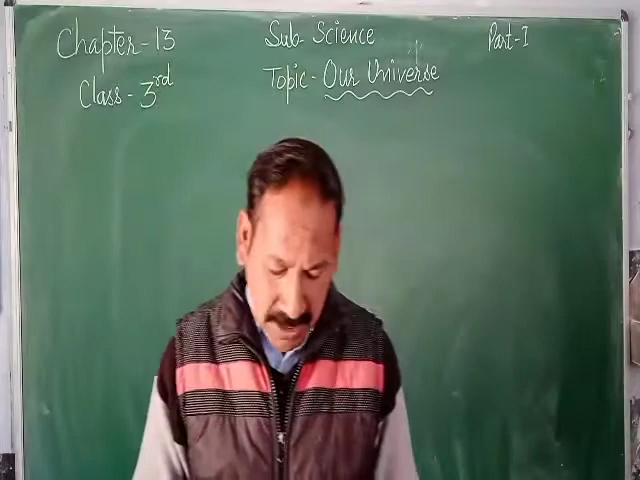 Chapter-13 Sub- Science Part-I
Class- 3rd Topic- Our Universe